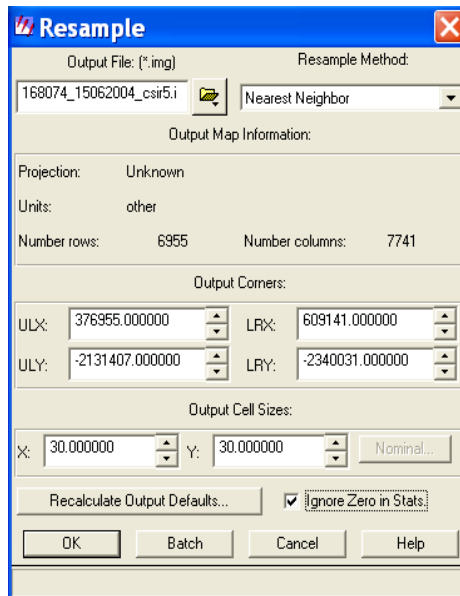 Resample
Output File: (*.img)
Resample Method:
168074_15062004_csir5.i
Nearest Neighbor
Output Map Information:
Projection: Unknown
Units: other
Number rows: 6955 Number columns: 7741
Output Corners:
ULX: 376955.000000 LRX: 609141.000000
ULY: -2131407.000000 LRY: -2340031.000000
Output Cell Sizes:
X: 30.000000 Y: 30.000000 Nominal...
Recalculate Output Defaults... Ignore Zero in Stats.
OK Batch Cancel Help